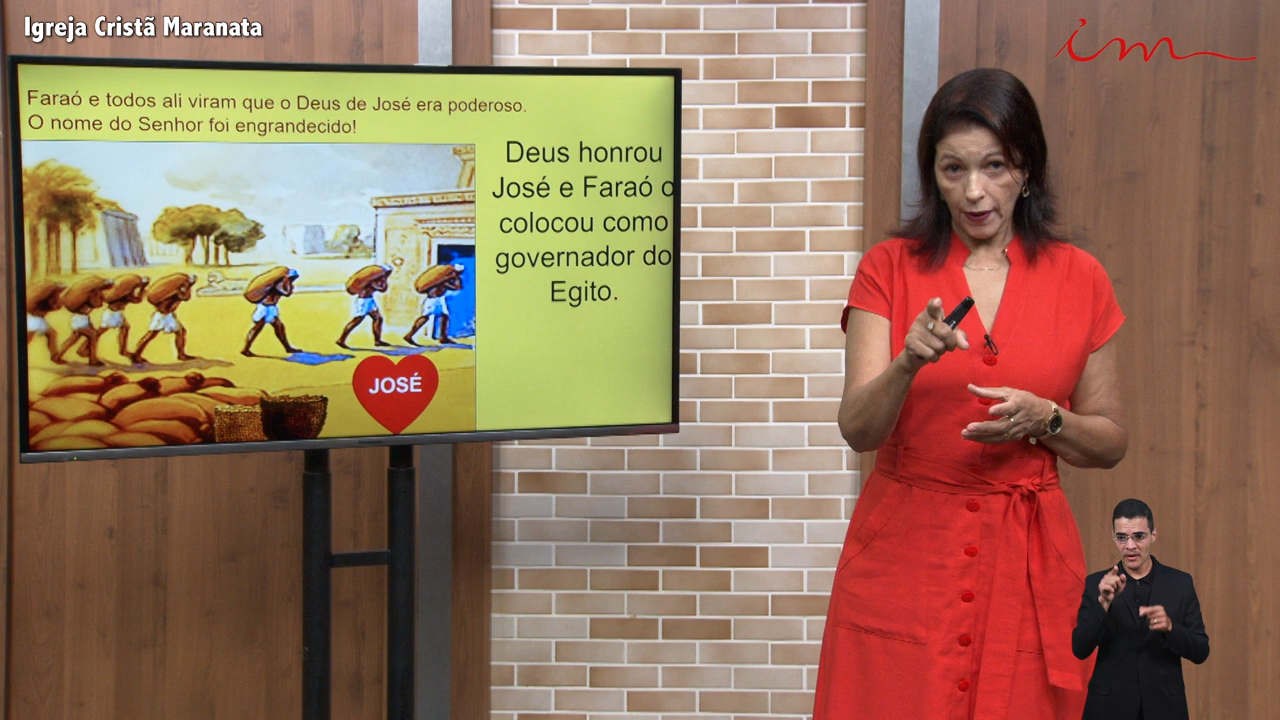 Igreja Cristã Maranata
im
Faraó e todos ali viram que o Deus de José era poderoso.
O nome do Senhor foi engrandecido!
Deus honrou
José e Faraó o
colocou como
governador do
Egito.
JOSÉ